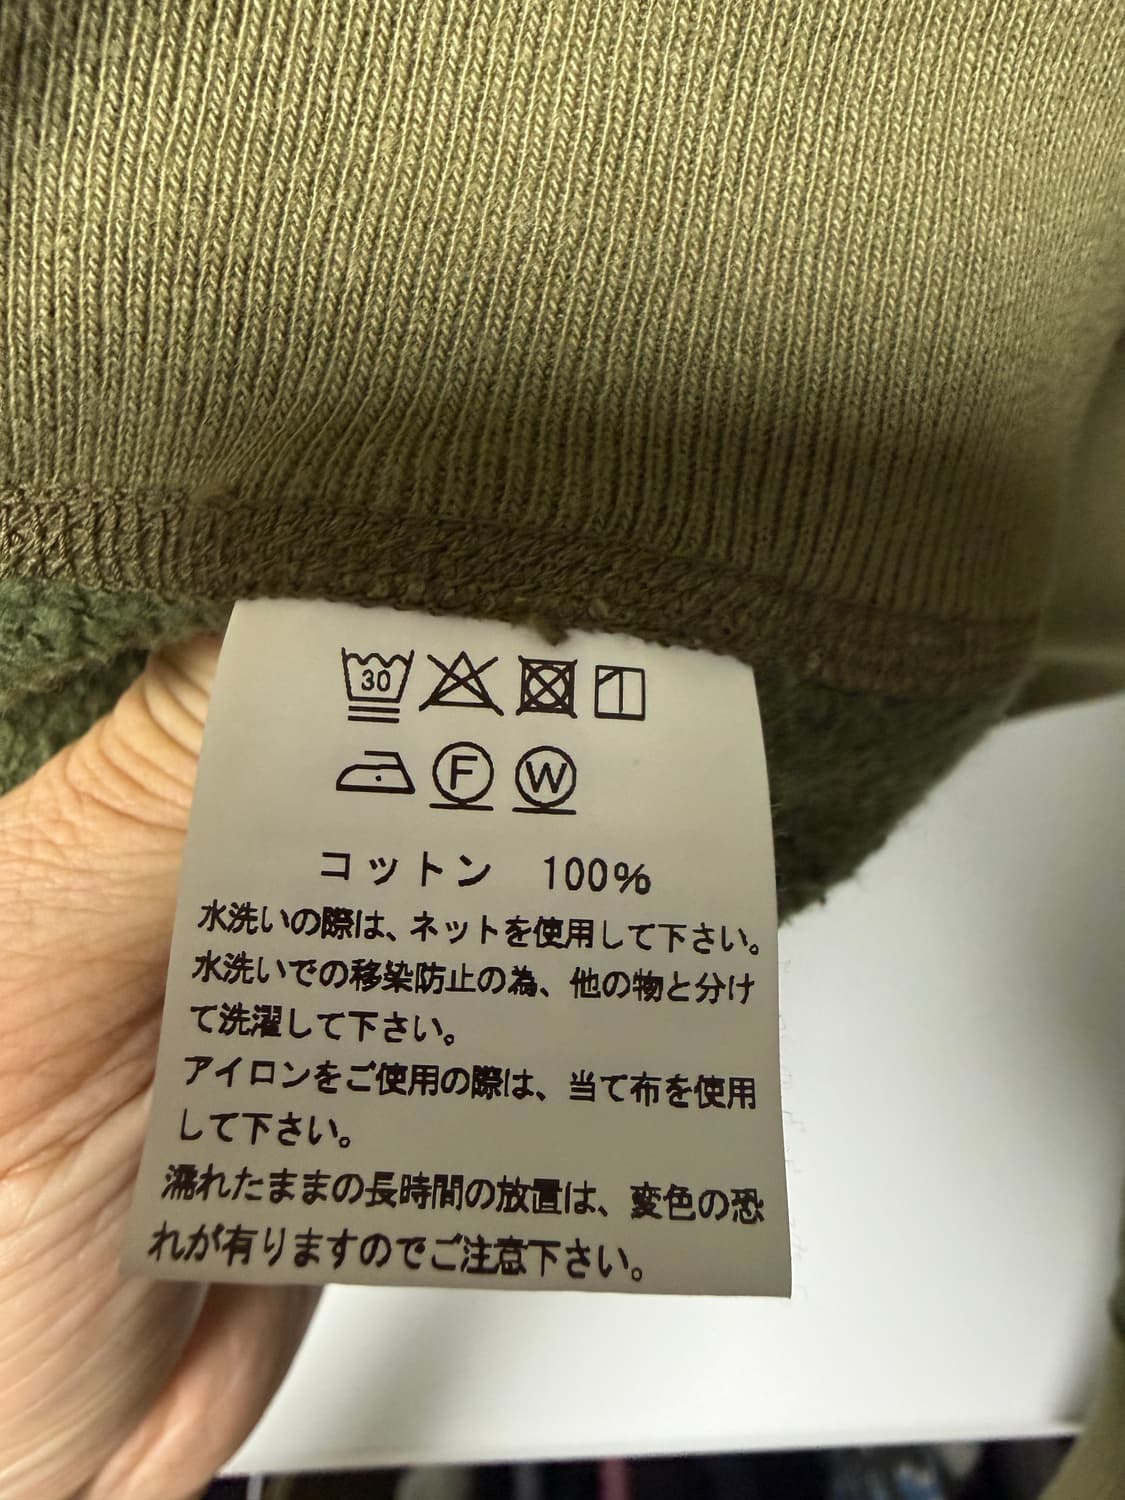 30
F W
コットン 100%
水洗いの際は、ネットを使用して下さい。
水洗いでの移染防止の為、他の物と分け
て洗濯して下さい。
アイロンをご使用の際は、当て布を使用
して下さい。
濡れたままの長時間の放置は、変色の恐
れが有りますのでご注意下さい。